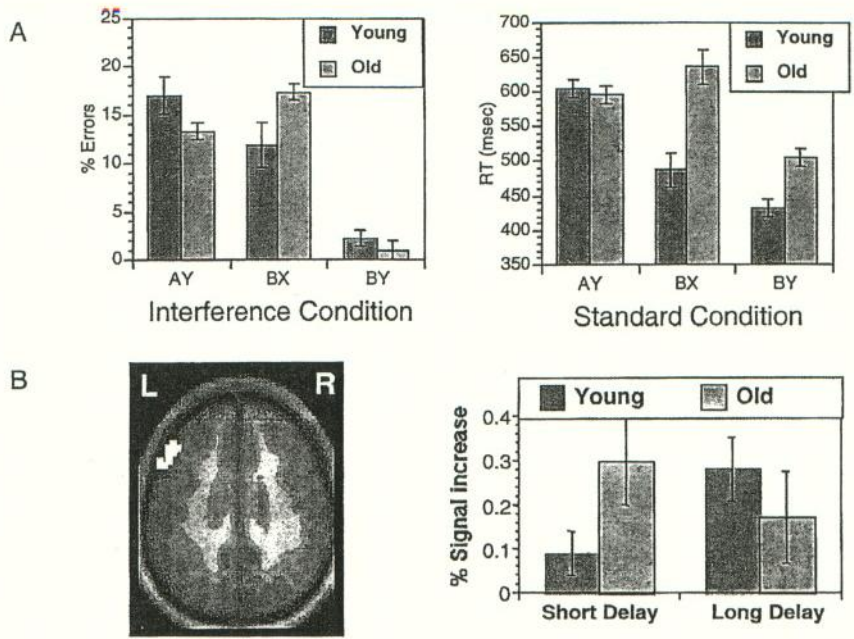 A
% Errors
25
20
15
10
5
0
Young
Old
AY BX BY
Interference Condition
RT (msec)
700
650
600
550
500
450
400
350
Young
Old
AY BX BY
Standard Condition
B
L R
% Signal increase
Young Old
0.4
0.3
0.2
0.1
0
Short Delay Long Delay